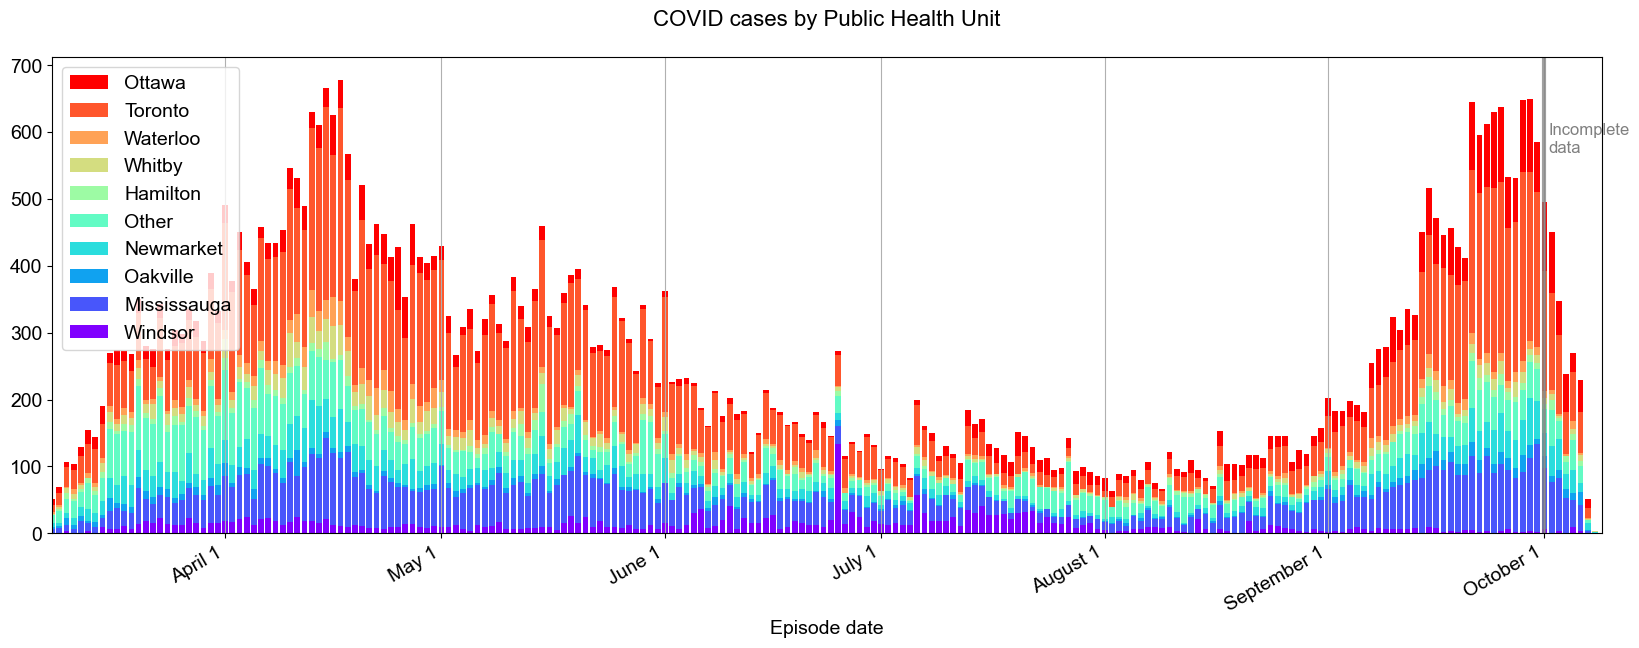 COVID cases by Public Health Unit
700
600
500
400
300
200
100
0
Ottawa
Toronto
Waterloo
Whitby
Hamilton
Other
Newmarket
Oakville
Mississauga
Windsor
Incomplete
data
April 1
May 1
June 1
July 1
August 1
September 1
October 1
Episode date